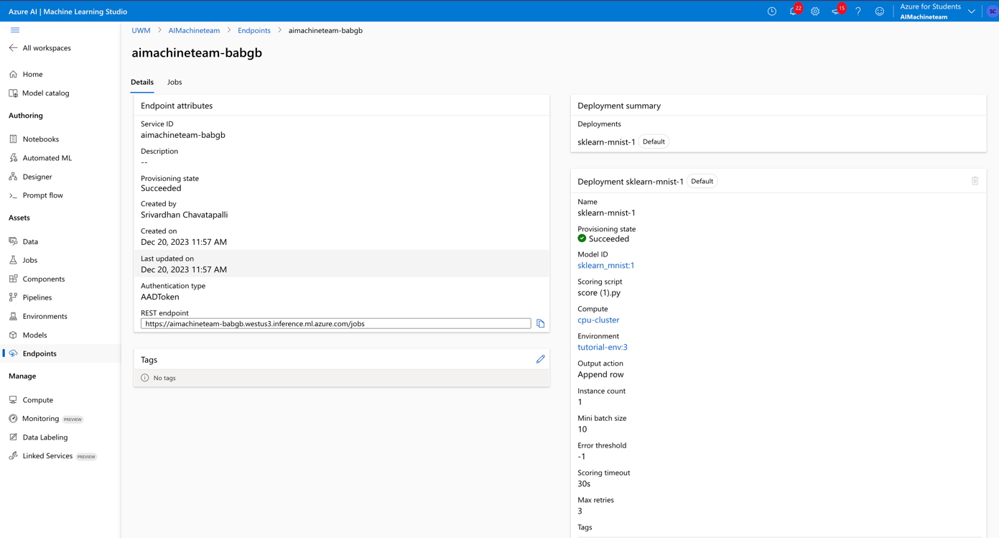 Azure AI | Machine Learning Studio
22
15
Azure for Students
AIMachineteam
SC
All workspaces
Home
Model catalog
Authoring
Notebooks
Automated ML
Designer
Prompt flow
Assets
Data
Jobs
Components
Pipelines
Environments
Models
Endpoints
Manage
Compute
Monitoring PREVIEW
Data Labeling
Linked Services PREVIEW
UWM > AIMachineteam > Endpoints > aimachineteam-babgb
aimachineteam-babgb
Details Jobs
Endpoint attributes
Service ID
aimachineteam-babgb
Description
--
Provisioning state
Succeeded
Created by
Srivardhan Chavatapalli
Created on
Dec 20, 2023 11:57 AM
Last updated on
Dec 20, 2023 11:57 AM
Authentication type
AADToken
REST endpoint
https://aimachineteam-babgb.westus3.inference.ml.azure.com/jobs
Tags
No tags
Deployment summary
Deployments
sklearn-mnist-1 Default
Deployment sklearn-mnist-1 Default
Name
sklearn-mnist-1
Provisioning state
Succeeded
Model ID
sklearn_mnist:1
Scoring script
score (1).py
Compute
cpu-cluster
Environment
tutorial-env:3
Output action
Append row
Instance count
1
Mini batch size
10
Error threshold
-1
Scoring timeout
30s
Max retries
3
Tags